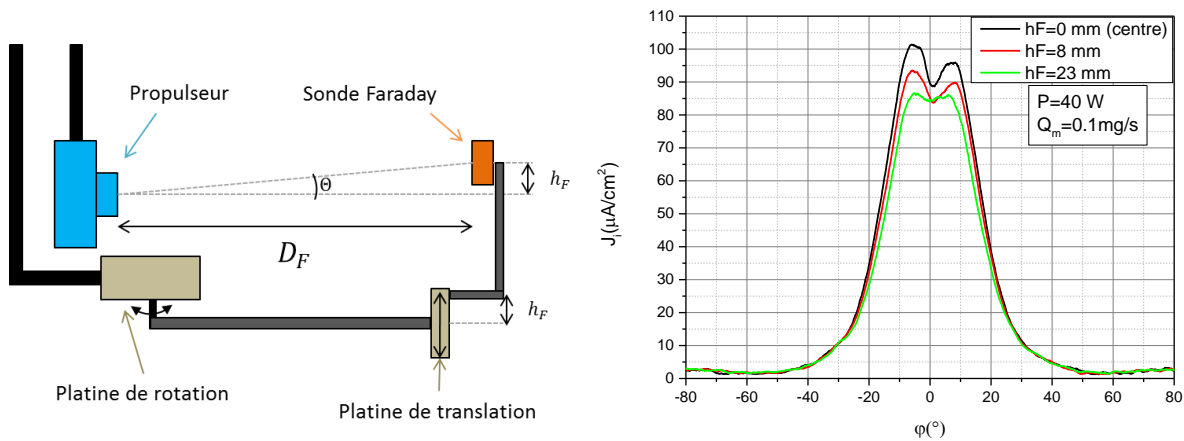 Propulseur
Sonde Faraday
Θ
h_F
D_F
h_F
Platine de rotation
Platine de translation
hF=0 mm (centre)
hF=8 mm
hF=23 mm
P=40 W
Q_m=0.1mg/s
J_i(µA/cm²)
110
100
90
80
70
60
50
40
30
20
10
0
-80 -60 -40 -20 0 20 40 60 80
φ(°)